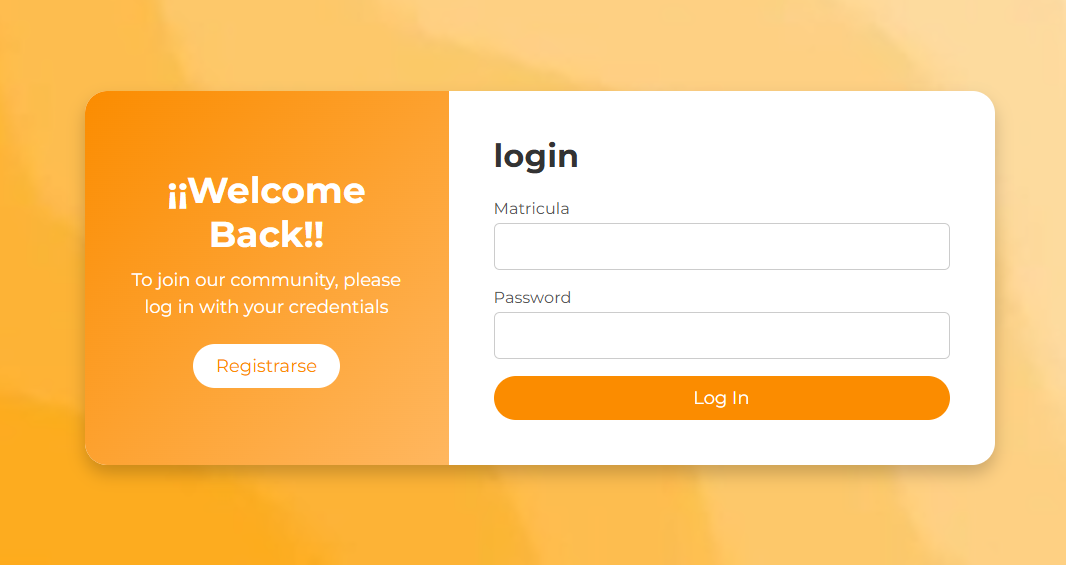 ¡¡Welcome
Back!!
To join our community, please
log in with your credentials
Registrarse
login
Matricula
Password
Log In